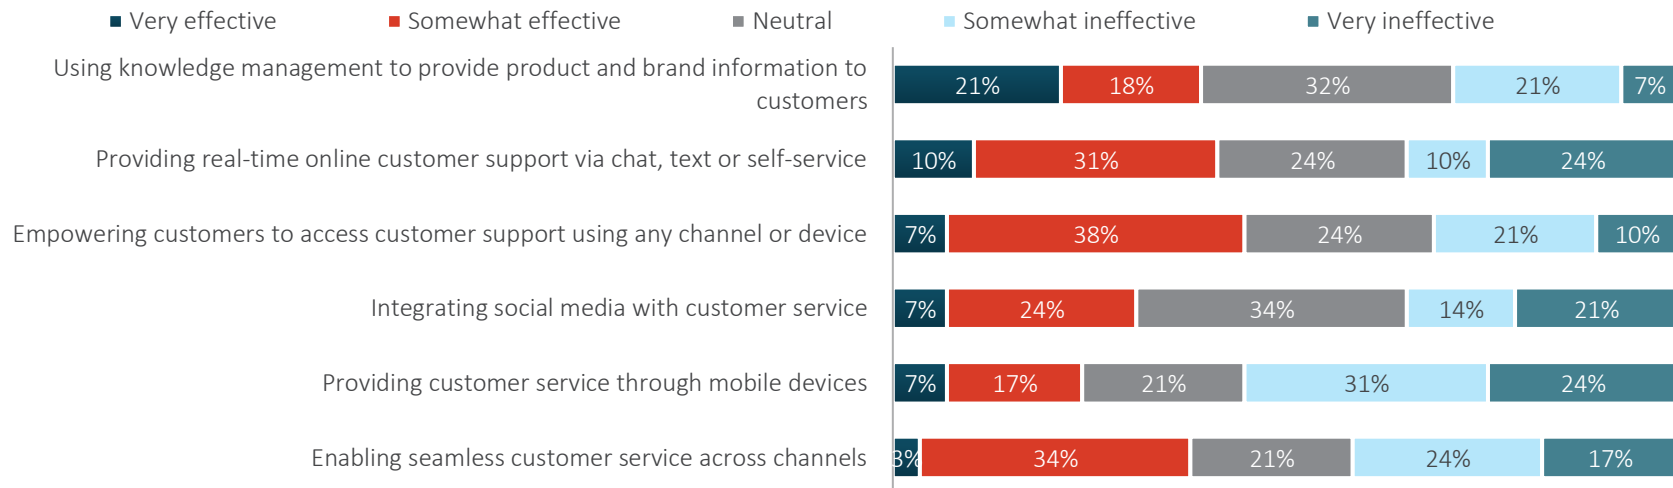 Very effective Somewhat effective Neutral Somewhat ineffective Very ineffective
Using knowledge management to provide product and brand information to
customers
21% 18% 32% 21% 7%
Providing real-time online customer support via chat, text or self-service
10% 31% 24% 10% 24%
Empowering customers to access customer support using any channel or device
7% 38% 24% 21% 10%
Integrating social media with customer service
7% 24% 34% 14% 21%
Providing customer service through mobile devices
7% 17% 21% 31% 24%
Enabling seamless customer service across channels
3% 34% 21% 24% 17%